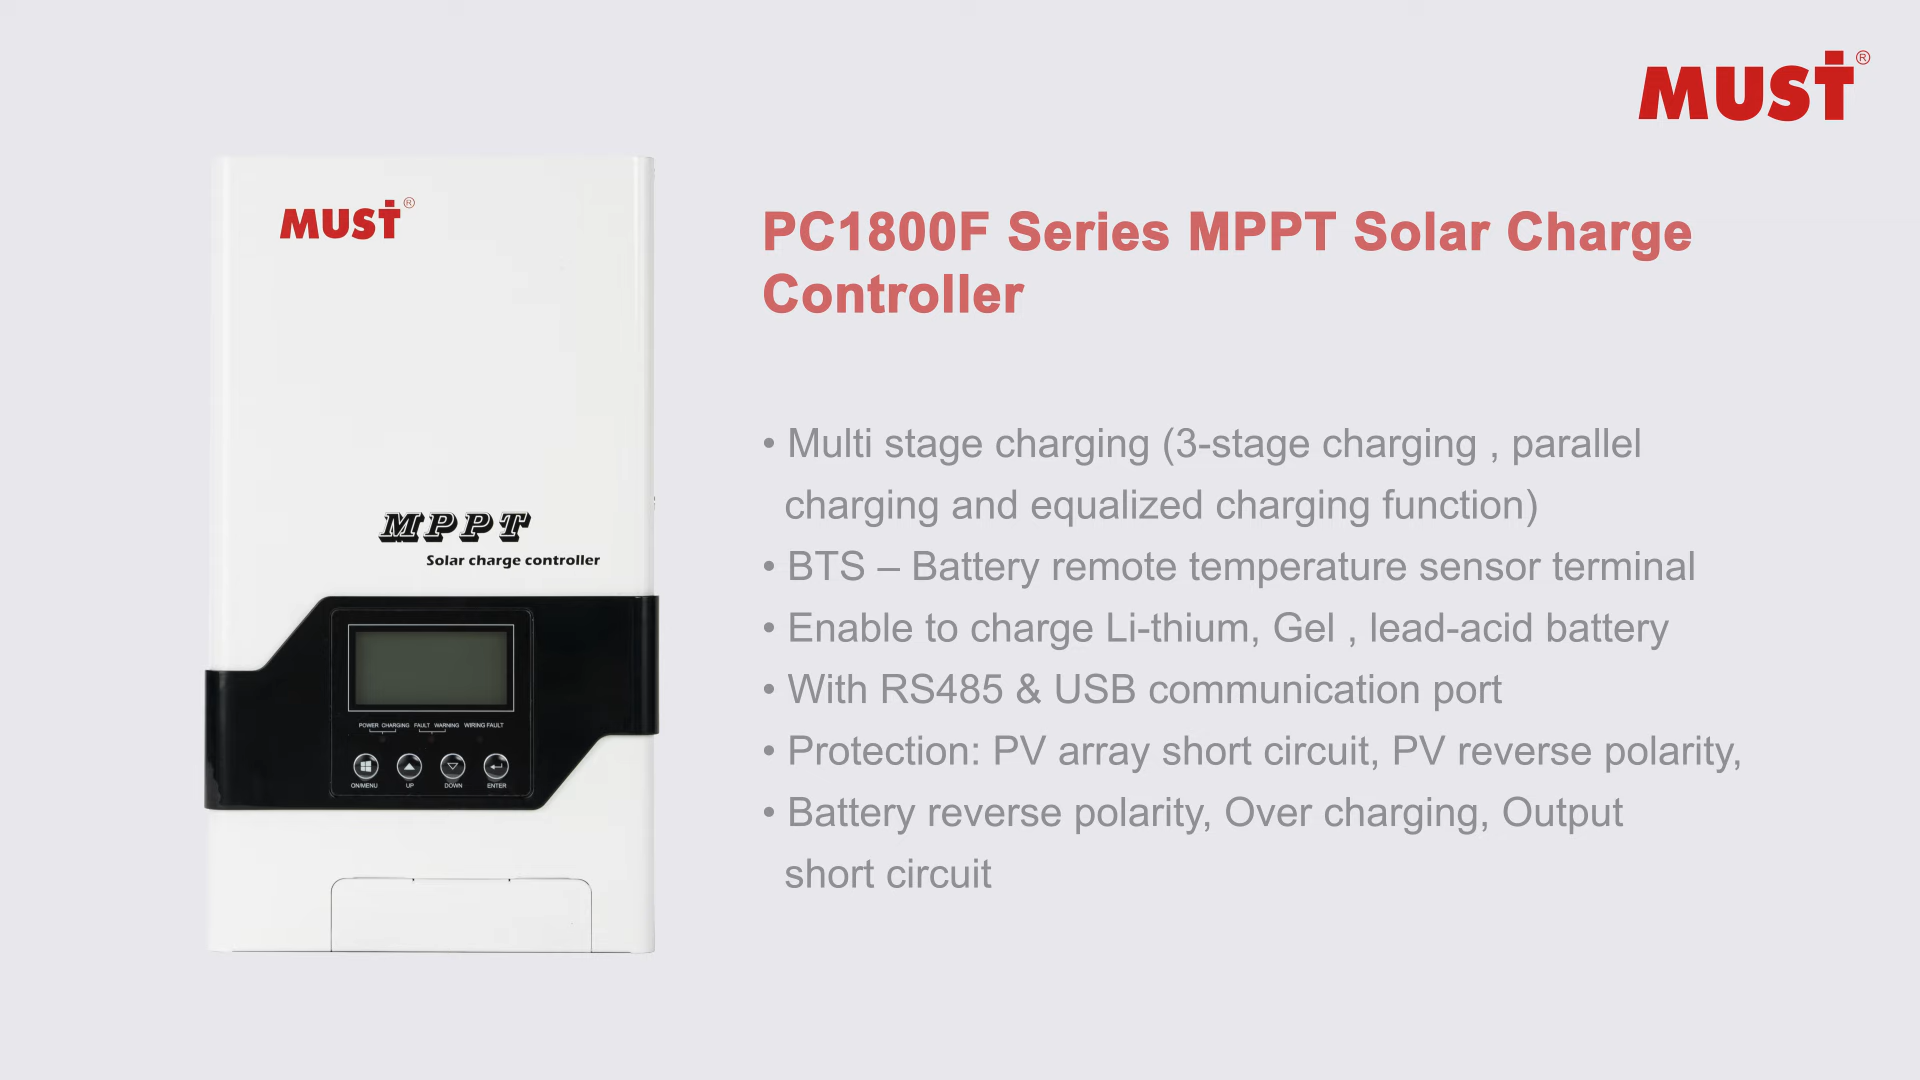 MUST®
MUST®
PC1800F Series MPPT Solar Charge
Controller
• Multi stage charging (3-stage charging , parallel
charging and equalized charging function)
• BTS – Battery remote temperature sensor terminal
• Enable to charge Li-thium, Gel , lead-acid battery
• With RS485 & USB communication port
• Protection: PV array short circuit, PV reverse polarity,
• Battery reverse polarity, Over charging, Output
short circuit
MPPT
Solar charge controller
POWER CHARGING FAULT WARNING WIRING FAULT
ON/MENU UP DOWN ENTER